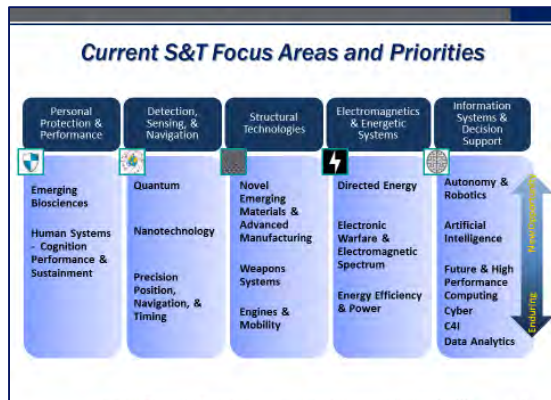 Current S&T Focus Areas and Priorities
Personal
Protection &
Performance
Detection,
Sensing, &
Navigation
Structural
Technologies
Electromagnetics
& Energetic
Systems
Information
Systems &
Decision
Support
Emerging
Biosciences
Human Systems
- Cognition
Performance &
Sustainment
Quantum
Nanotechnology
Precision
Position,
Navigation, &
Timing
Novel
Emerging
Materials &
Advanced
Manufacturing
Weapons
Systems
Engines &
Mobility
Directed Energy
Electronic
Warfare &
Electromagnetic
Spectrum
Energy Efficiency
& Power
Autonomy &
Robotics
Artificial
Intelligence
Future & High
Performance
Computing
Cyber
C4I
Data Analytics
Enduring